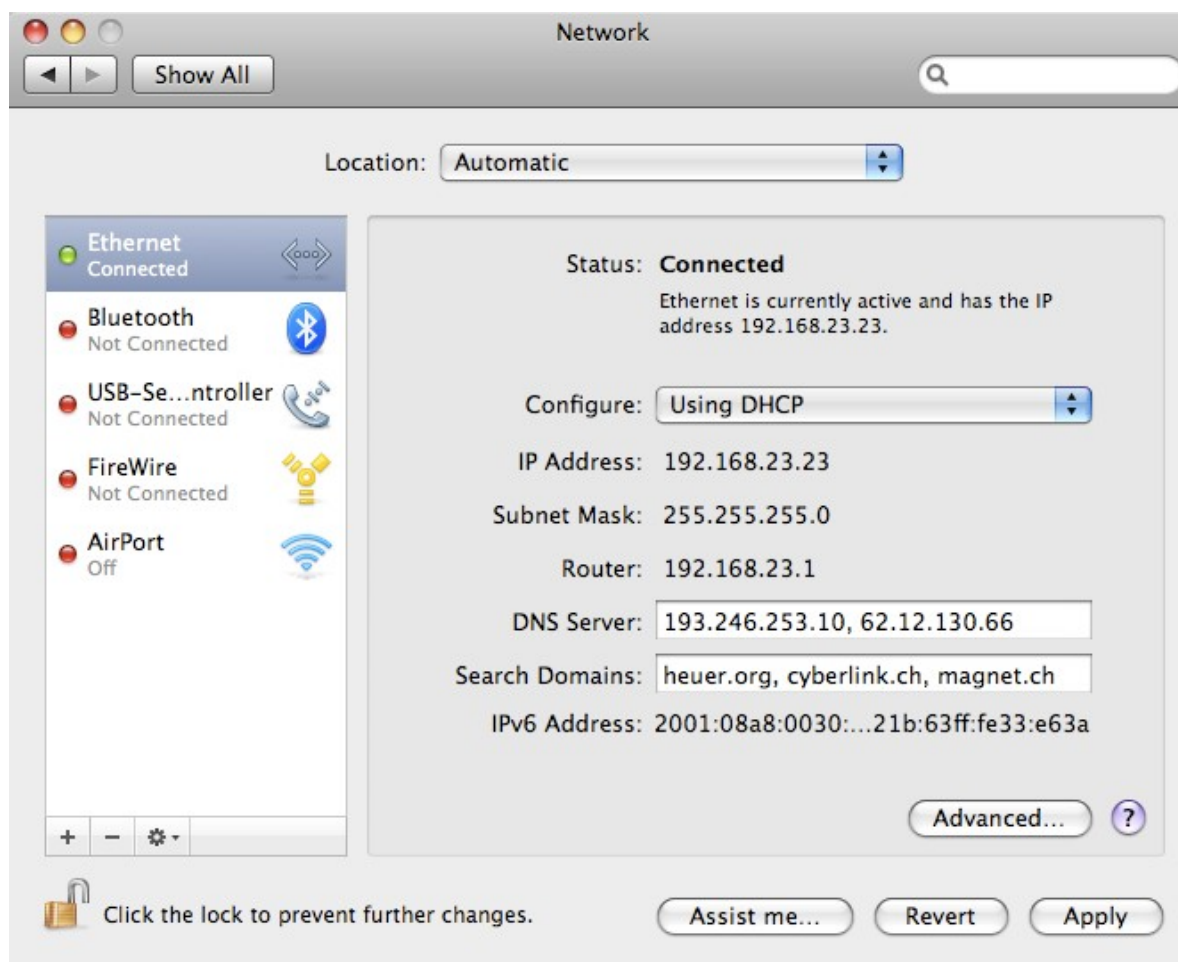 Network
Show All
Location: Automatic
Ethernet
Connected
Bluetooth
Not Connected
USB-Se...ntroller
Not Connected
FireWire
Not Connected
AirPort
Off
Status: Connected
Ethernet is currently active and has the IP
address 192.168.23.23.
Configure: Using DHCP
IP Address: 192.168.23.23
Subnet Mask: 255.255.255.0
Router: 192.168.23.1
DNS Server: 193.246.253.10, 62.12.130.66
Search Domains: heuer.org, cyberlink.ch, magnet.ch
IPv6 Address: 2001:08a8:0030:...21b:63ff:fe33:e63a
Advanced... ?
+ −
Click the lock to prevent further changes.
Assist me... Revert Apply